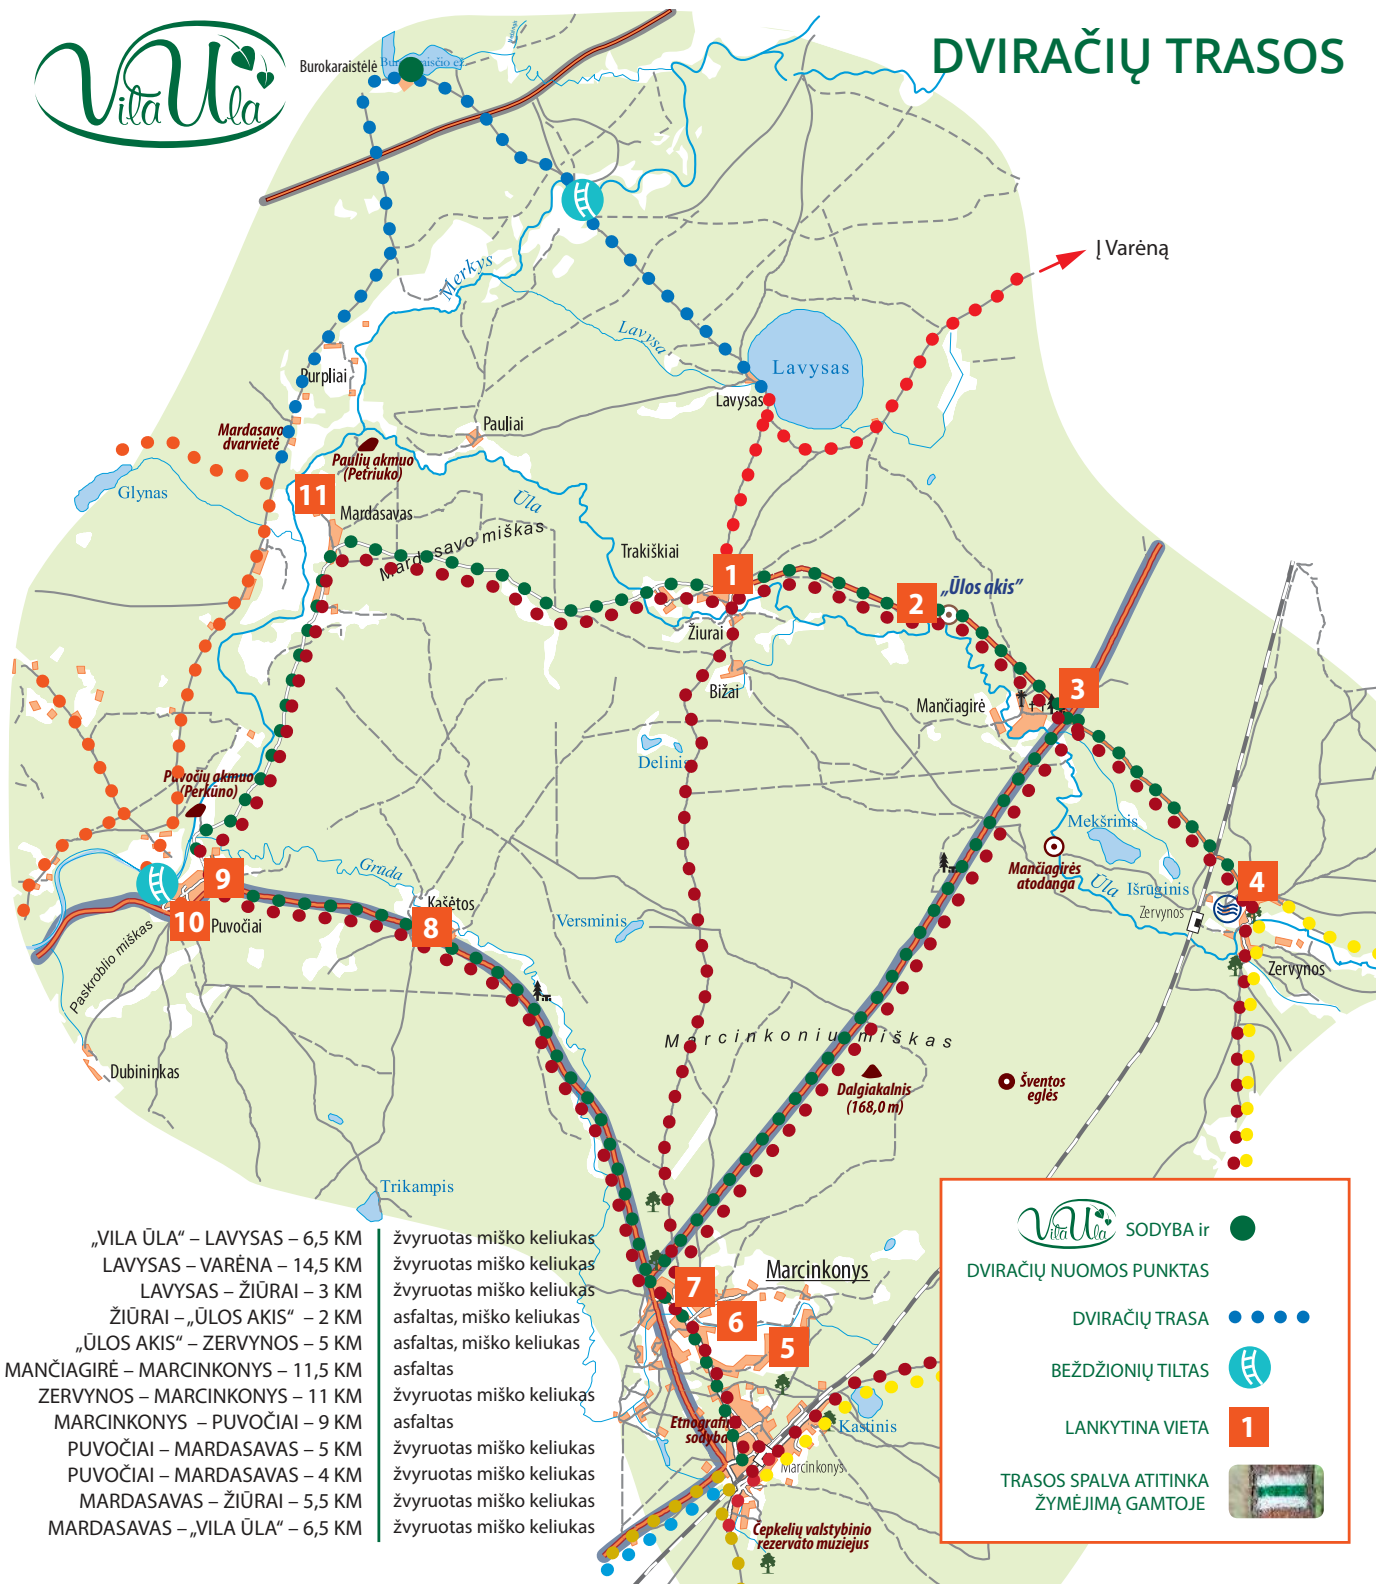 Vila Ūla
DVIRAČIŲ TRASOS
Burokaraistėlė
Į Varėną
Merkys
Lavysa
Lavysas
Lavysas
Purpliai
Pauliai
Mardasavo
dvarvietė
Paulių akmuo
(Petriuko)
Glynas
11
Mardasavas
Ūla
Mardasavo miškas
Trakiškiai
1
2
„Ūlos akis”
Žiurai
Bižai
Mančiagirė
3
Delinis
Puvočių akmuo
(Perkūno)
Mekšrinis
Mančiagirės
atodanga
Ūla
Išrūginis
4
Grūda
9
Kašėtos
Zervynos
10
Puvočiai
8
Versminis
Zervynos
Paskroblio miškas
Marcinkonių miškas
Dubininkas
Dalgiakalnis
(168,0 m)
Šventos
eglės
Trikampis
„VILA ŪLA“ – LAVYSAS – 6,5 KM žvyruotas miško keliukas
LAVYSAS – VARĖNA – 14,5 KM žvyruotas miško keliukas
LAVYSAS – ŽIŪRAI – 3 KM žvyruotas miško keliukas
ŽIŪRAI – „ŪLOS AKIS“ – 2 KM asfaltas, miško keliukas
„ŪLOS AKIS“ – ZERVYNOS – 5 KM asfaltas, miško keliukas
MANČIAGIRĖ – MARCINKONYS – 11,5 KM asfaltas
ZERVYNOS – MARCINKONYS – 11 KM žvyruotas miško keliukas
MARCINKONYS – PUVOČIAI – 9 KM asfaltas
PUVOČIAI – MARDASAVAS – 5 KM žvyruotas miško keliukas
PUVOČIAI – MARDASAVAS – 4 KM žvyruotas miško keliukas
MARDASAVAS – ŽIŪRAI – 5,5 KM žvyruotas miško keliukas
MARDASAVAS – „VILA ŪLA“ – 6,5 KM žvyruotas miško keliukas
Marcinkonys
7
6
5
Kastinis
Marcinkonys
Čepkelių valstybinio
rezervato muziejus
Vila Ūla SODYBA ir
DVIRAČIŲ NUOMOS PUNKTAS
DVIRAČIŲ TRASA
BEŽDŽIONIŲ TILTAS
LANKYTINA VIETA 1
TRASOS SPALVA ATITINKA
ŽYMĖJIMĄ GAMTOJE